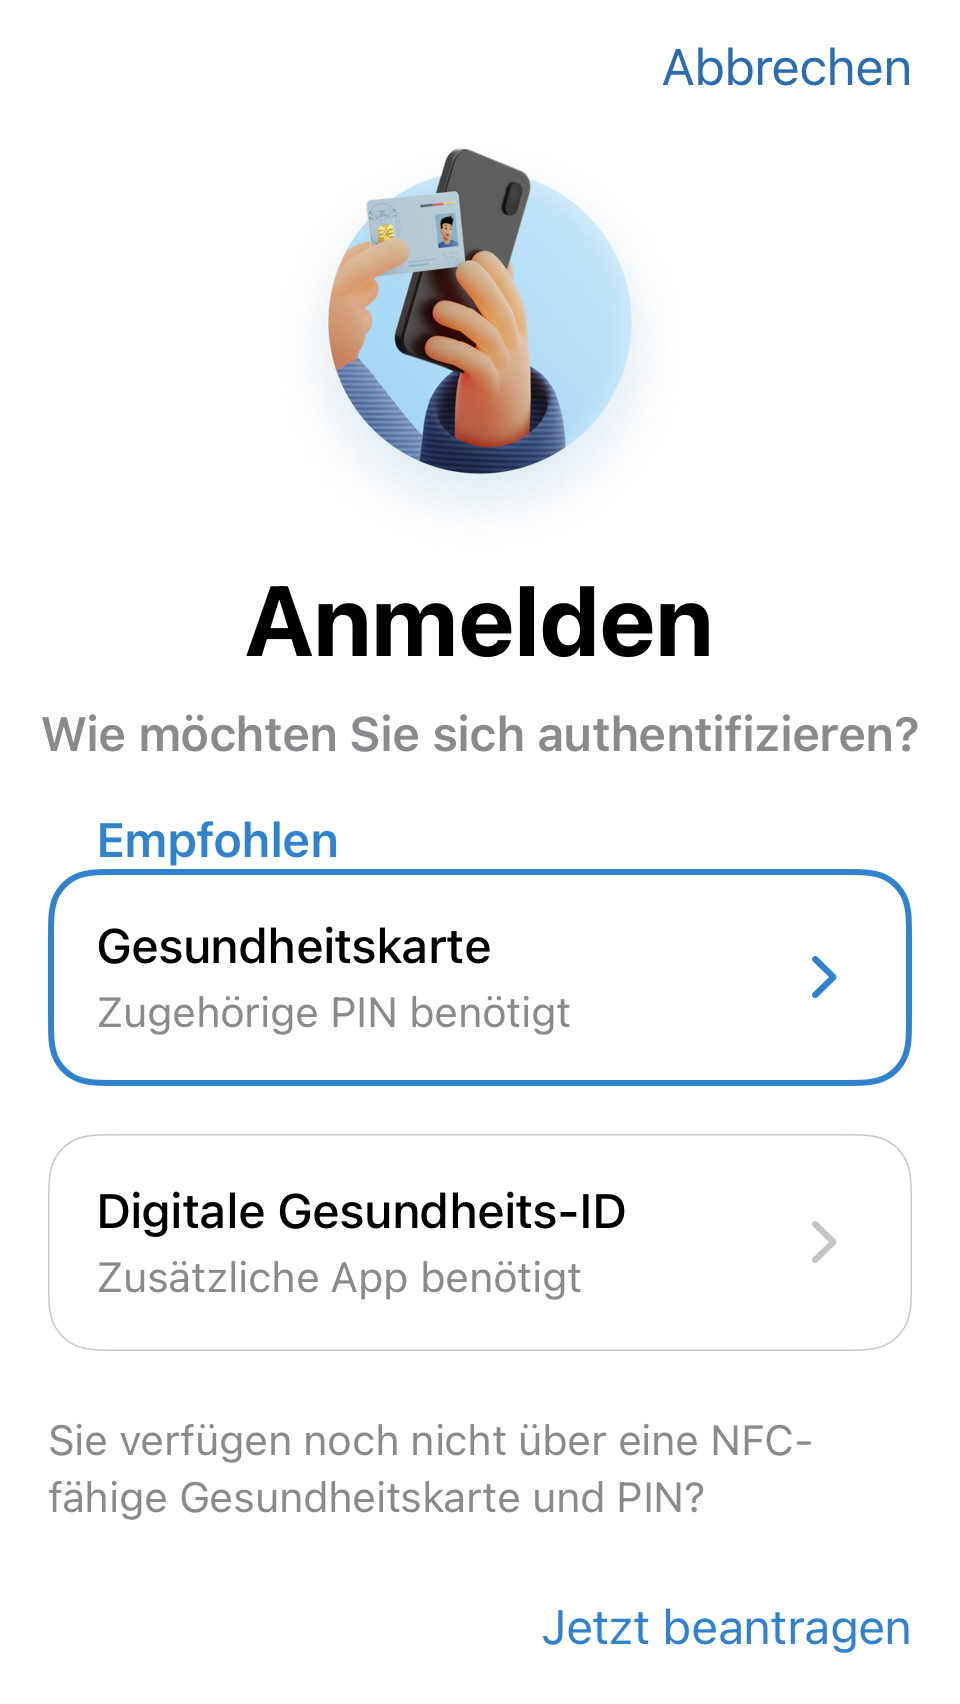 Abbrechen
Anmelden
Wie möchten Sie sich authentifizieren?
Empfohlen
Gesundheitskarte
Zugehörige PIN benötigt
Digitale Gesundheits-ID
Zusätzliche App benötigt
Sie verfügen noch nicht über eine NFC-
fähige Gesundheitskarte und PIN?
Jetzt beantragen